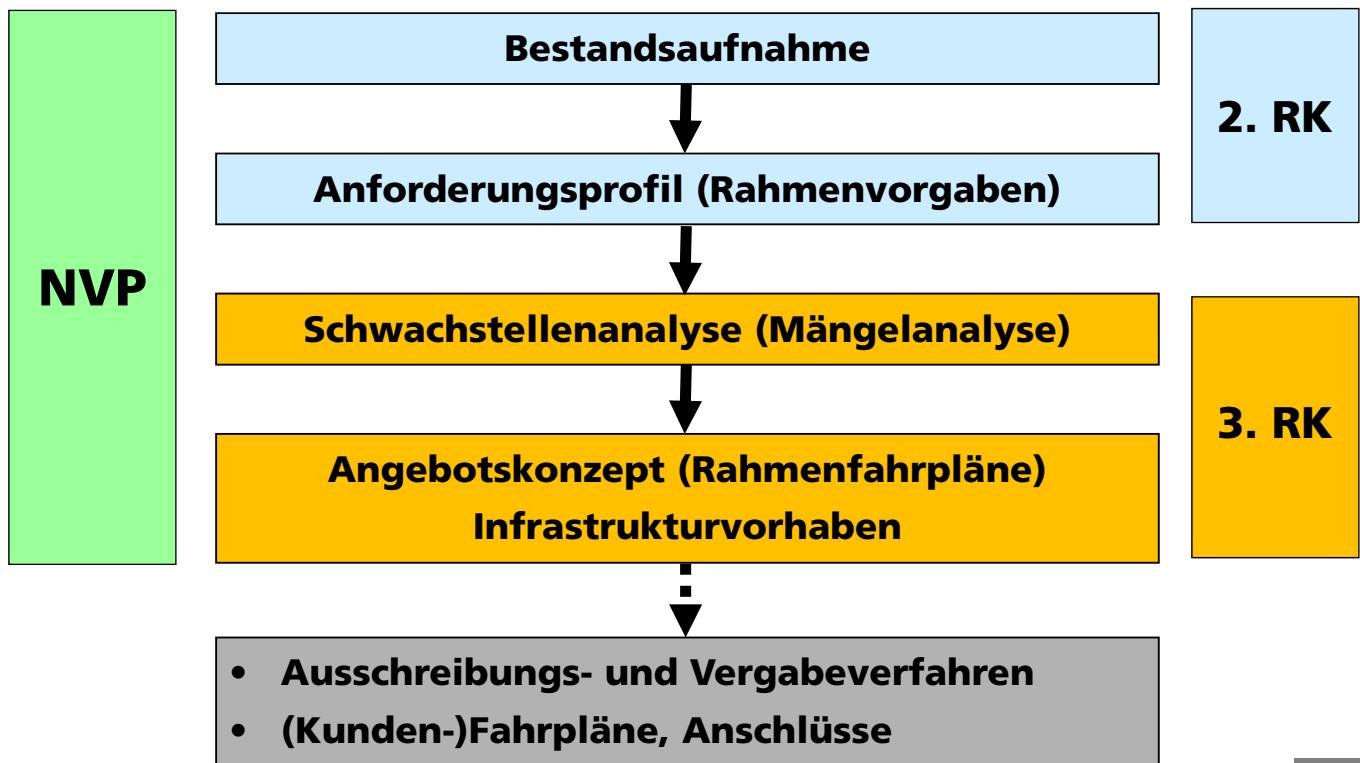 NVP
Bestandsaufnahme
Anforderungsprofil (Rahmenvorgaben)
2. RK
Schwachstellenanalyse (Mängelanalyse)
Angebotskonzept (Rahmenfahrpläne)
Infrastrukturvorhaben
3. RK
• Ausschreibungs- und Vergabeverfahren
• (Kunden-)Fahrpläne, Anschlüsse